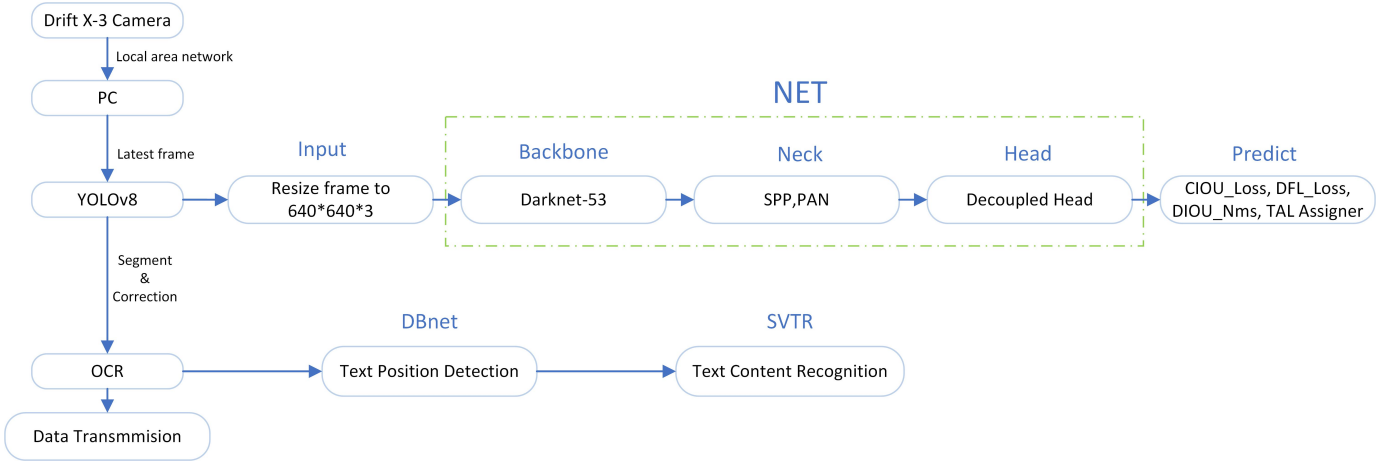 Drift X-3 Camera
Local area network
PC
NET
Latest frame
Input
Backbone
Neck
Head
Predict
YOLOv8
Resize frame to
640*640*3
Darknet-53
SPP,PAN
Decoupled Head
CIOU_Loss, DFL_Loss,
DIOU_Nms, TAL Assigner
Segment
&
Correction
DBnet
SVTR
OCR
Text Position Detection
Text Content Recognition
Data Transmmision